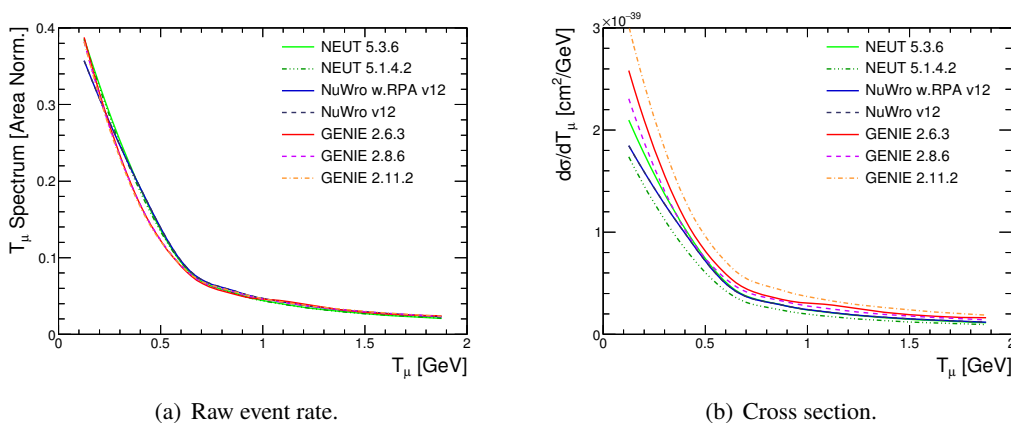 T_μ Spectrum [Area Norm.]
0.4
0.3
0.2
0.1
0
0 0.5 1 1.5 2
T_μ [GeV]
NEUT 5.3.6
NEUT 5.1.4.2
NuWro w.RPA v12
NuWro v12
GENIE 2.6.3
GENIE 2.8.6
GENIE 2.11.2
(a) Raw event rate.
×10⁻³⁹
dσ/dT_μ [cm²/GeV]
3
2
1
0
0 0.5 1 1.5 2
T_μ [GeV]
NEUT 5.3.6
NEUT 5.1.4.2
NuWro w.RPA v12
NuWro v12
GENIE 2.6.3
GENIE 2.8.6
GENIE 2.11.2
(b) Cross section.